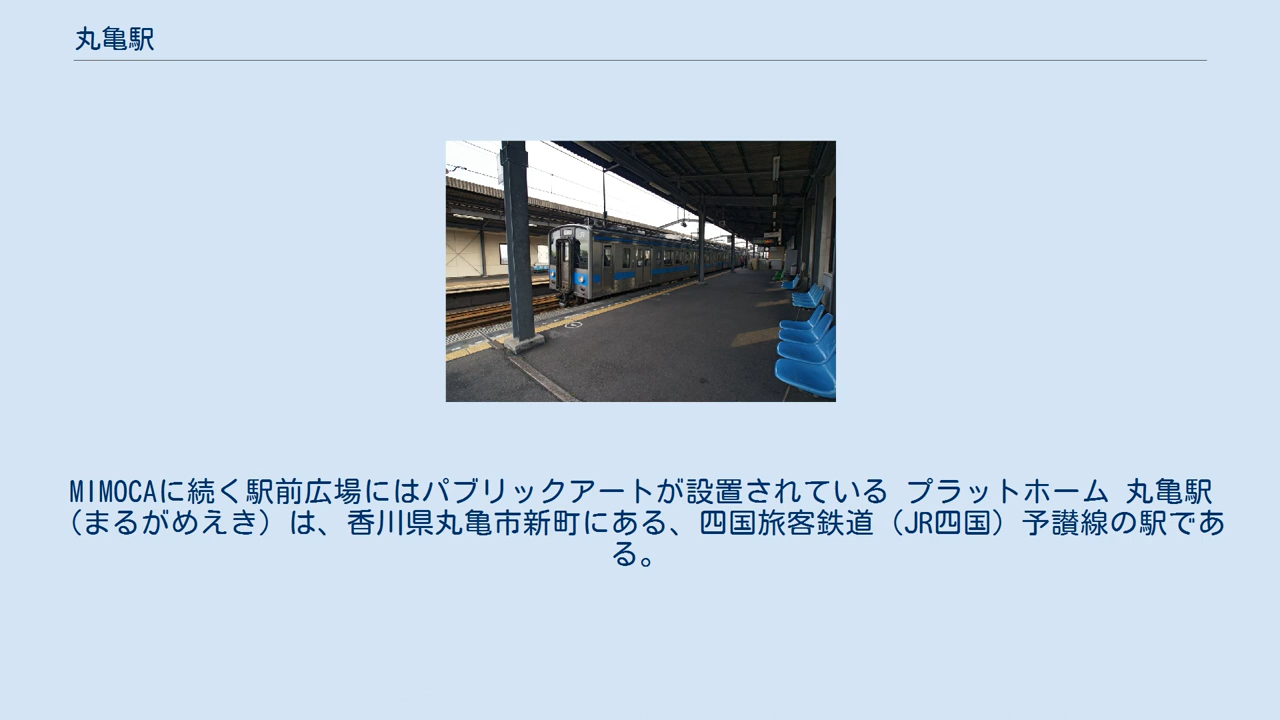 丸亀駅
MIMOCAに続く駅前広場にはパブリックアートが設置されている プラットホーム 丸亀駅
（まるがめえき）は、香川県丸亀市新町にある、四国旅客鉄道（JR四国）予讃線の駅であ
る。